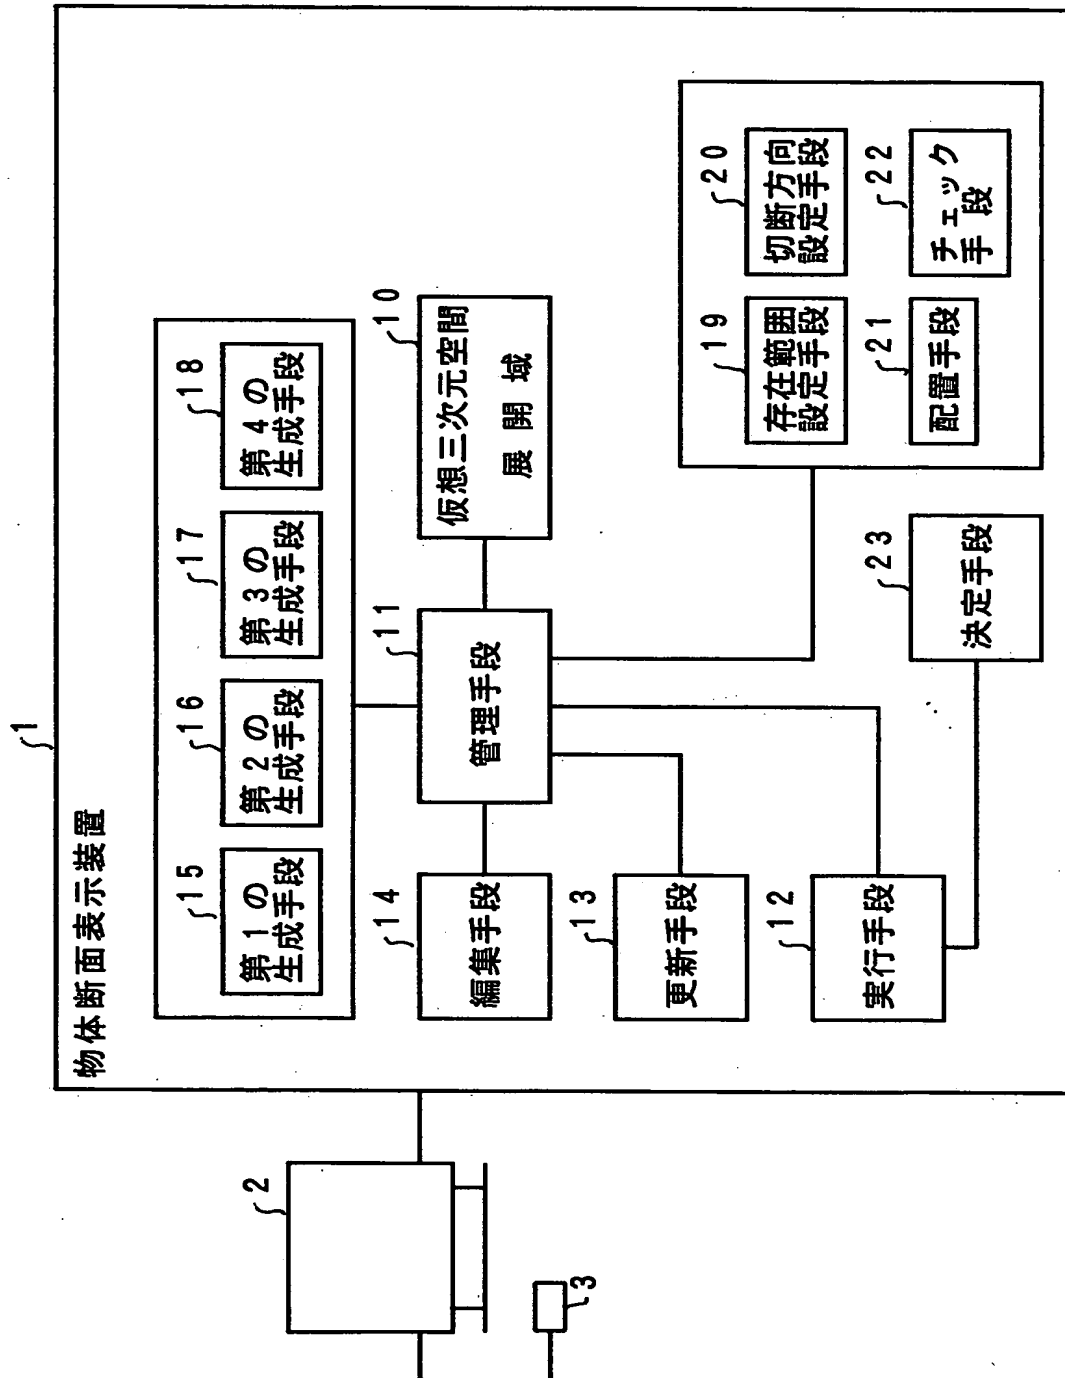 1
物体断面表示装置
15
第1の
生成手段
16
第2の
生成手段
17
第3の
生成手段
18
第4の
生成手段
14
編集手段
11
管理手段
10
仮想三次元空間
展開域
13
更新手段
12
実行手段
23
決定手段
19
存在範囲
設定手段
20
切断方向
設定手段
21
配置手段
22
チェック
手段
2
3